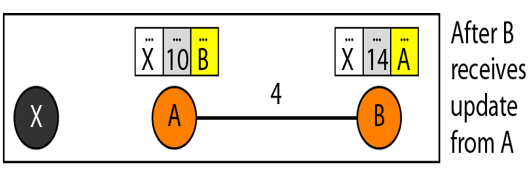 ... ... ...
X 10 B
... ... ...
X 14 A
X
A
4
B
After B
receives
update
from A